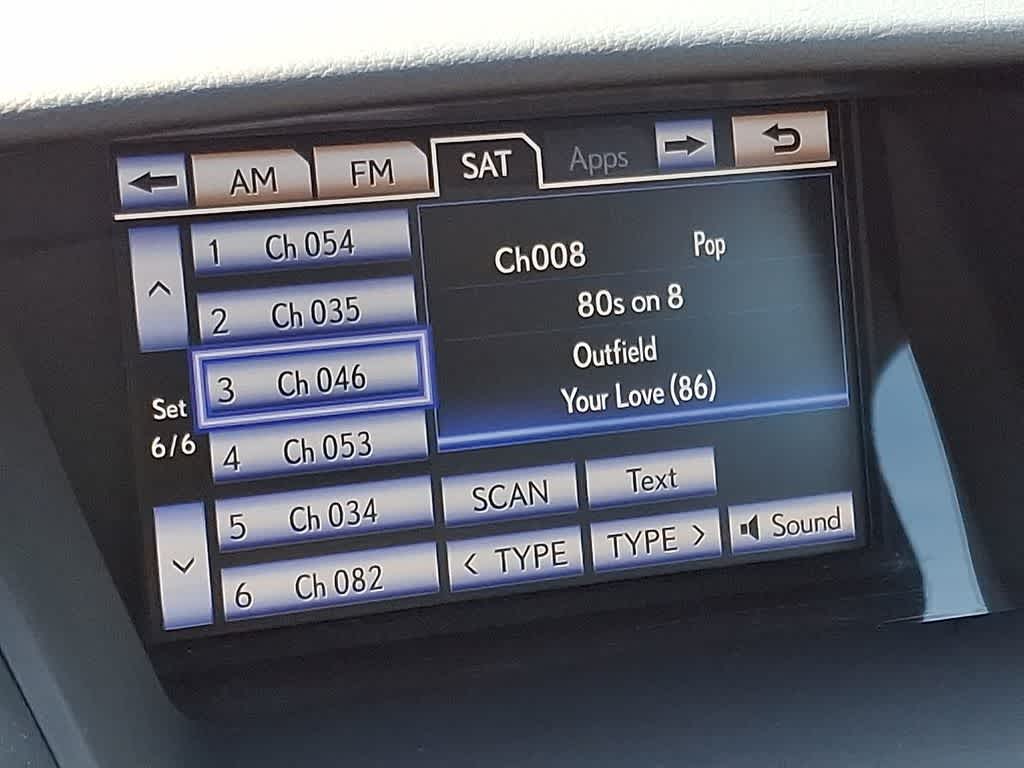 AM FM SAT Apps
1 Ch 054
2 Ch 035
3 Ch 046
4 Ch 053
5 Ch 034
6 Ch 082
Set
6/6
Ch008 Pop
80s on 8
Outfield
Your Love (86)
SCAN Text
< TYPE TYPE > Sound